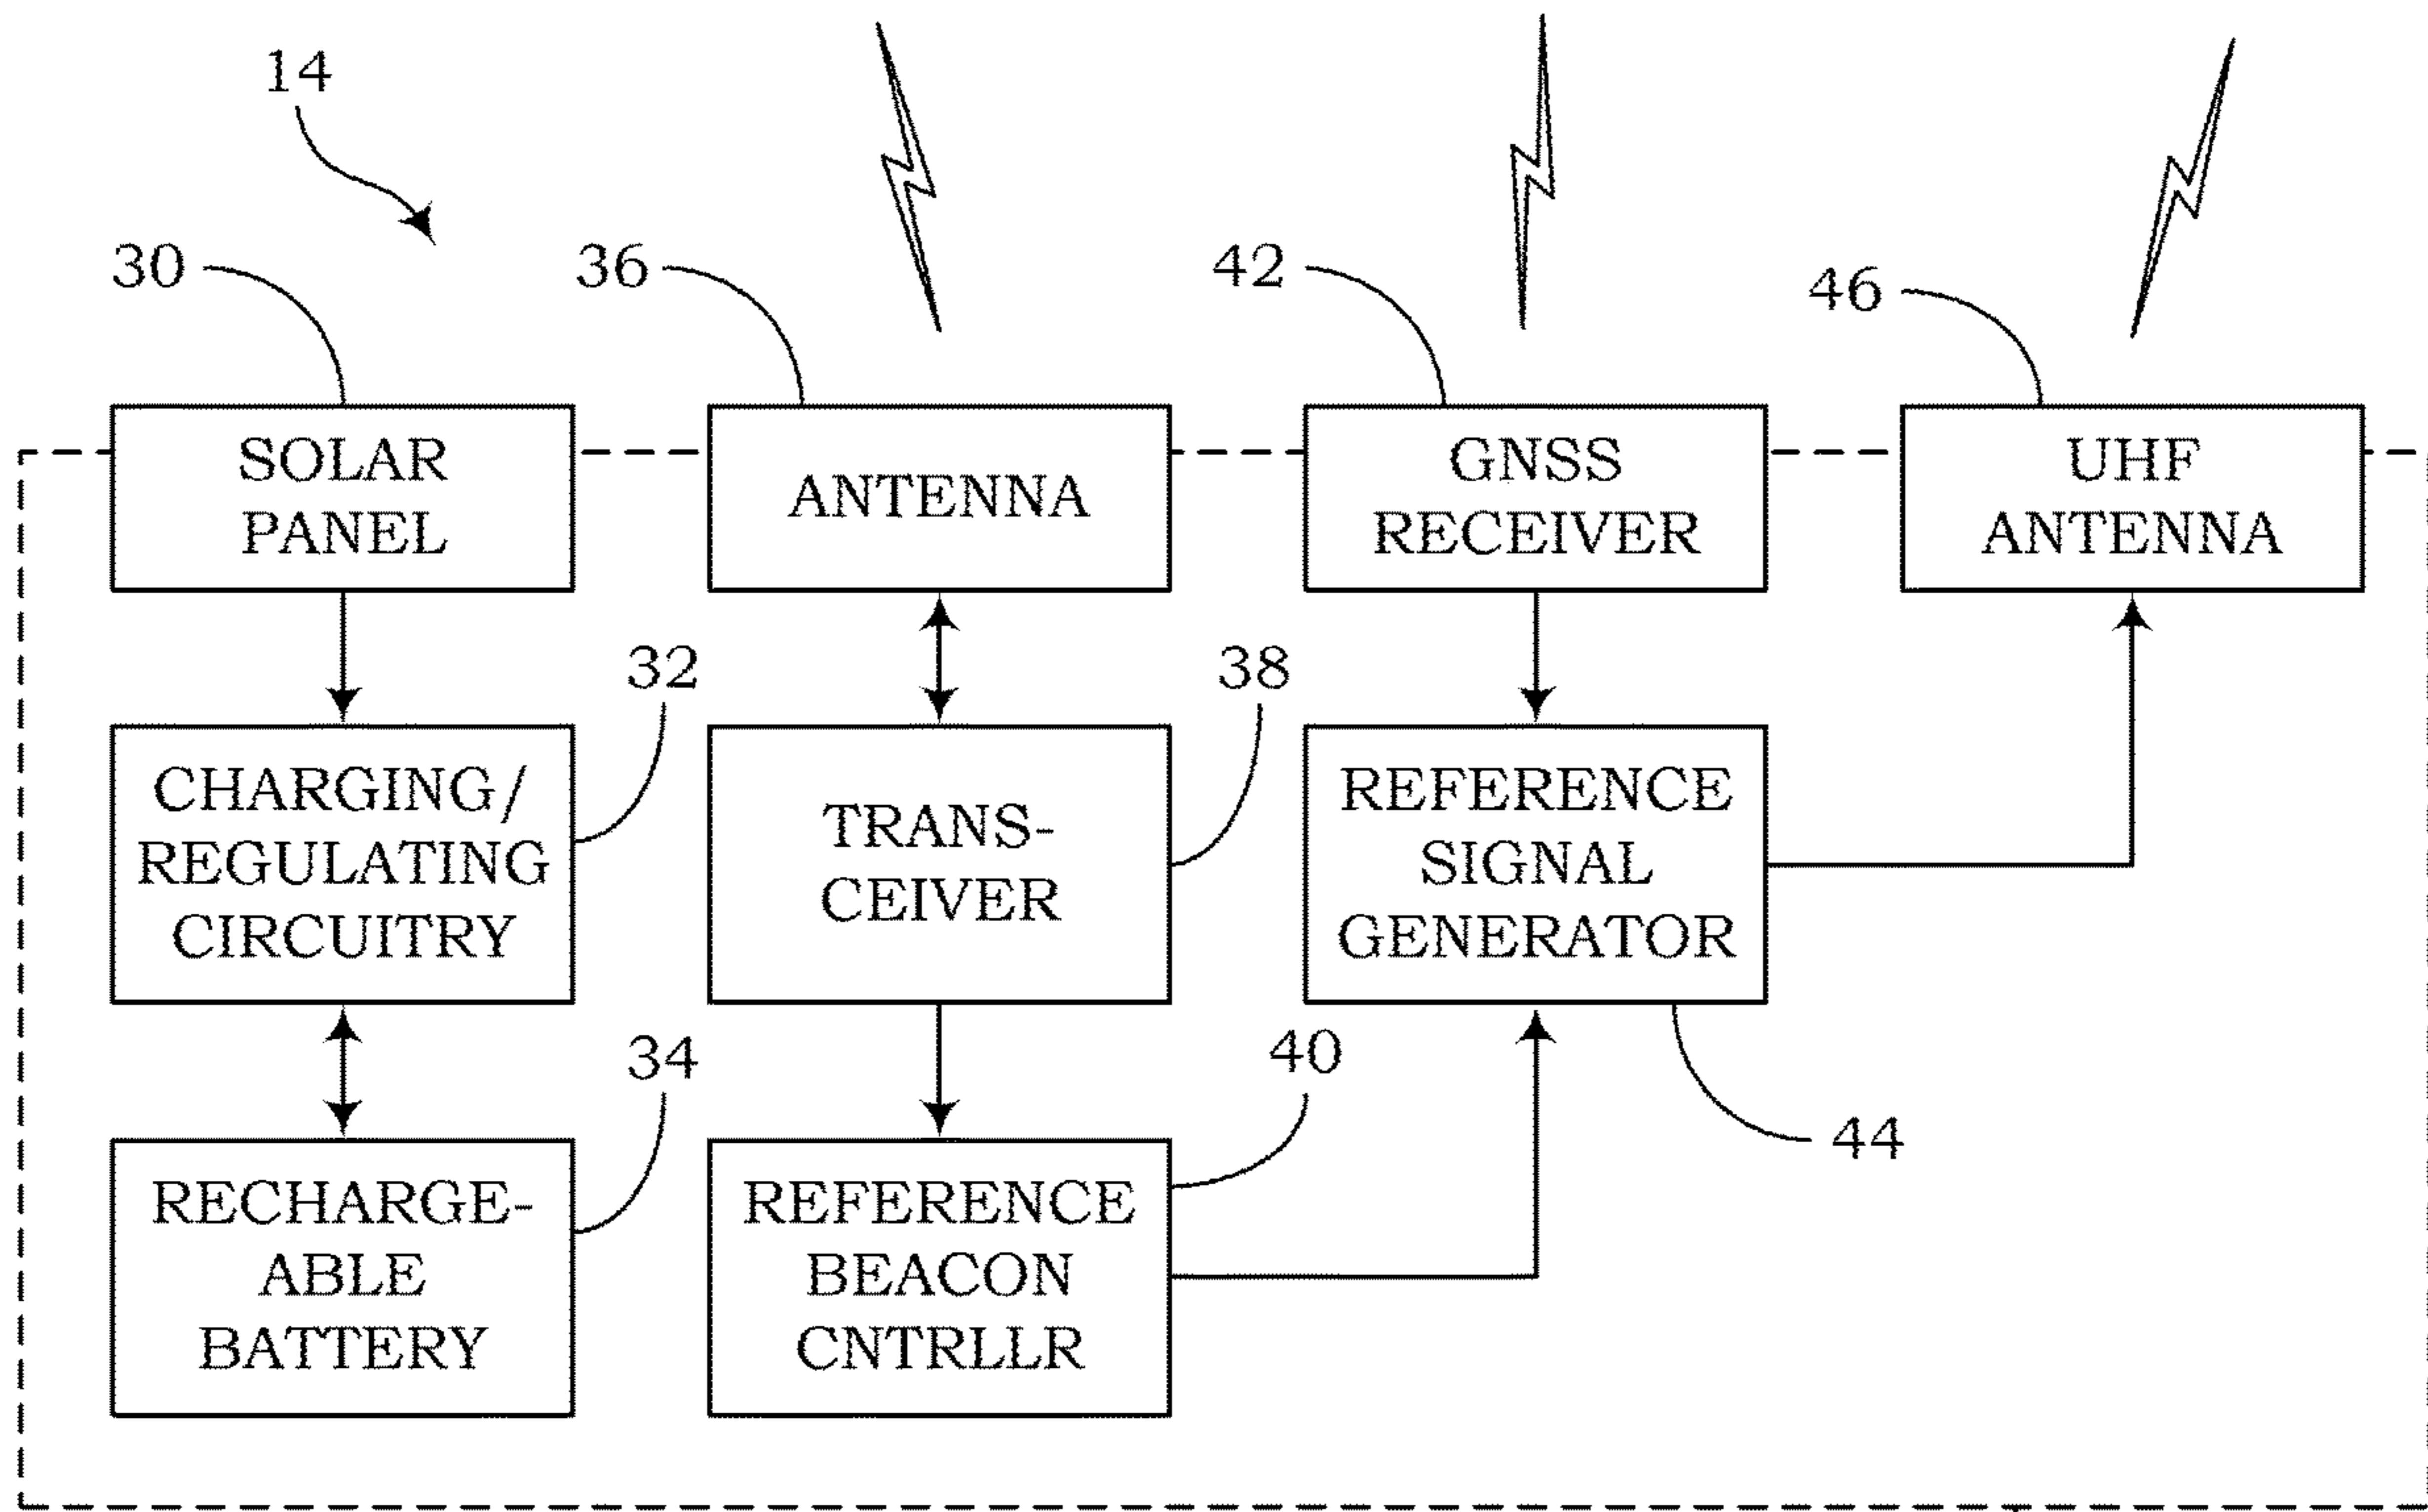 14
30
36
42
46
SOLAR
PANEL
ANTENNA
GNSS
RECEIVER
UHF
ANTENNA
32
38
CHARGING/
REGULATING
CIRCUITRY
TRANS-
CEIVER
REFERENCE
SIGNAL
GENERATOR
34
40
44
RECHARGE-
ABLE
BATTERY
REFERENCE
BEACON
CNTRLLR